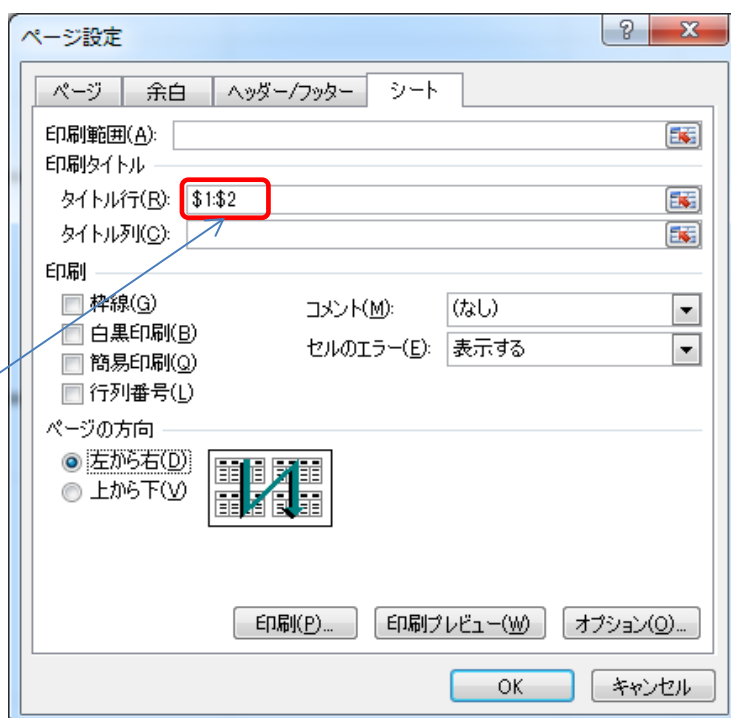 ページ設定
ページ 余白 ヘッダー/フッター シート
印刷範囲(A):
印刷タイトル
タイトル行(R): $1:$2
タイトル列(C):
印刷
枠線(G) コメント(M): (なし)
白黒印刷(B)
セルのエラー(E): 表示する
簡易印刷(Q)
行列番号(L)
ページの方向
左から右(D)
上から下(V)
印刷(P)... 印刷プレビュー(W) オプション(O)...
OK キャンセル